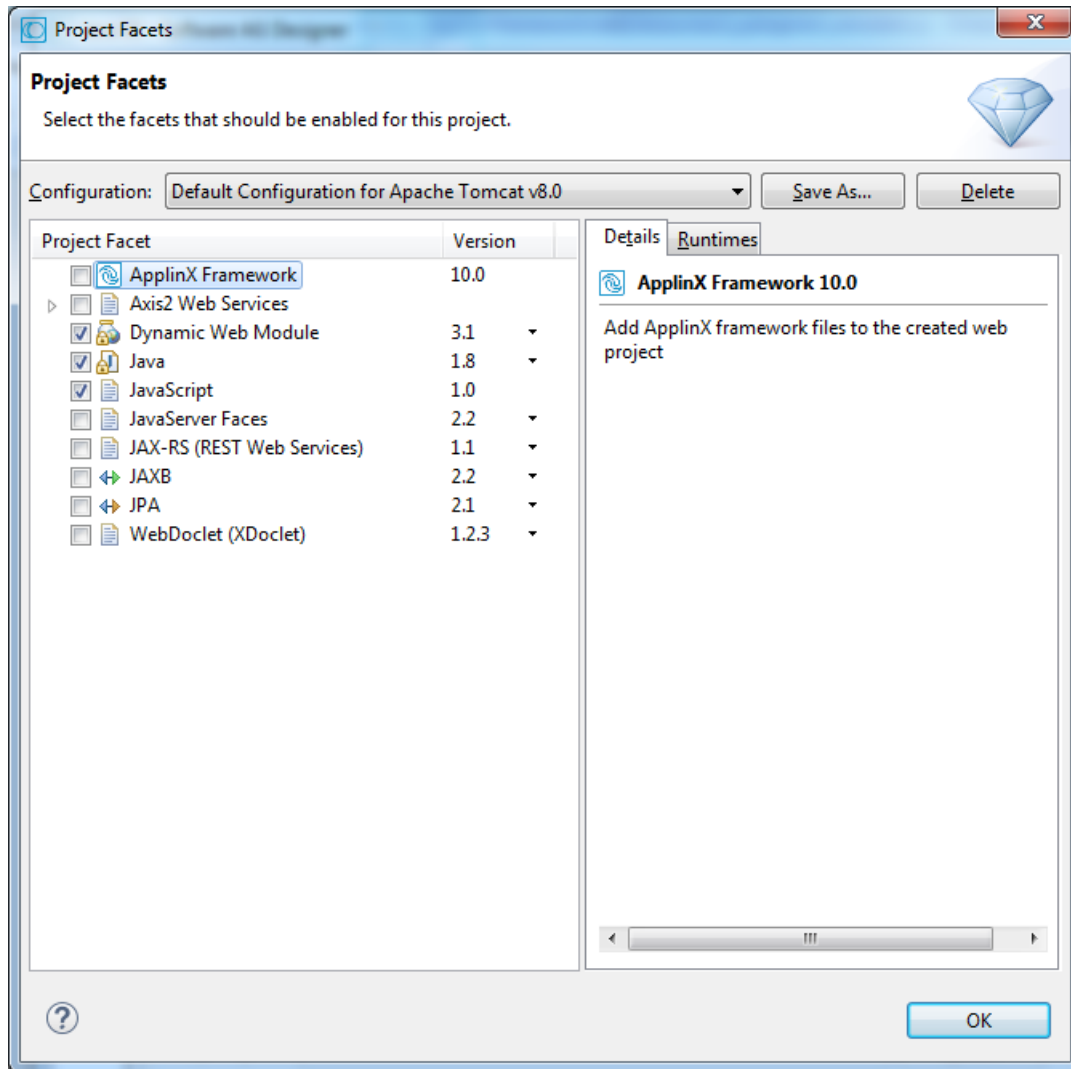 Project Facets
Project Facets
Select the facets that should be enabled for this project.
Configuration: Default Configuration for Apache Tomcat v8.0 Save As... Delete
Project Facet Version
ApplinX Framework 10.0
Axis2 Web Services
Dynamic Web Module 3.1
Java 1.8
JavaScript 1.0
JavaServer Faces 2.2
JAX-RS (REST Web Services) 1.1
JAXB 2.2
JPA 2.1
WebDoclet (XDoclet) 1.2.3
Details Runtimes
ApplinX Framework 10.0
Add ApplinX framework files to the created web
project
OK